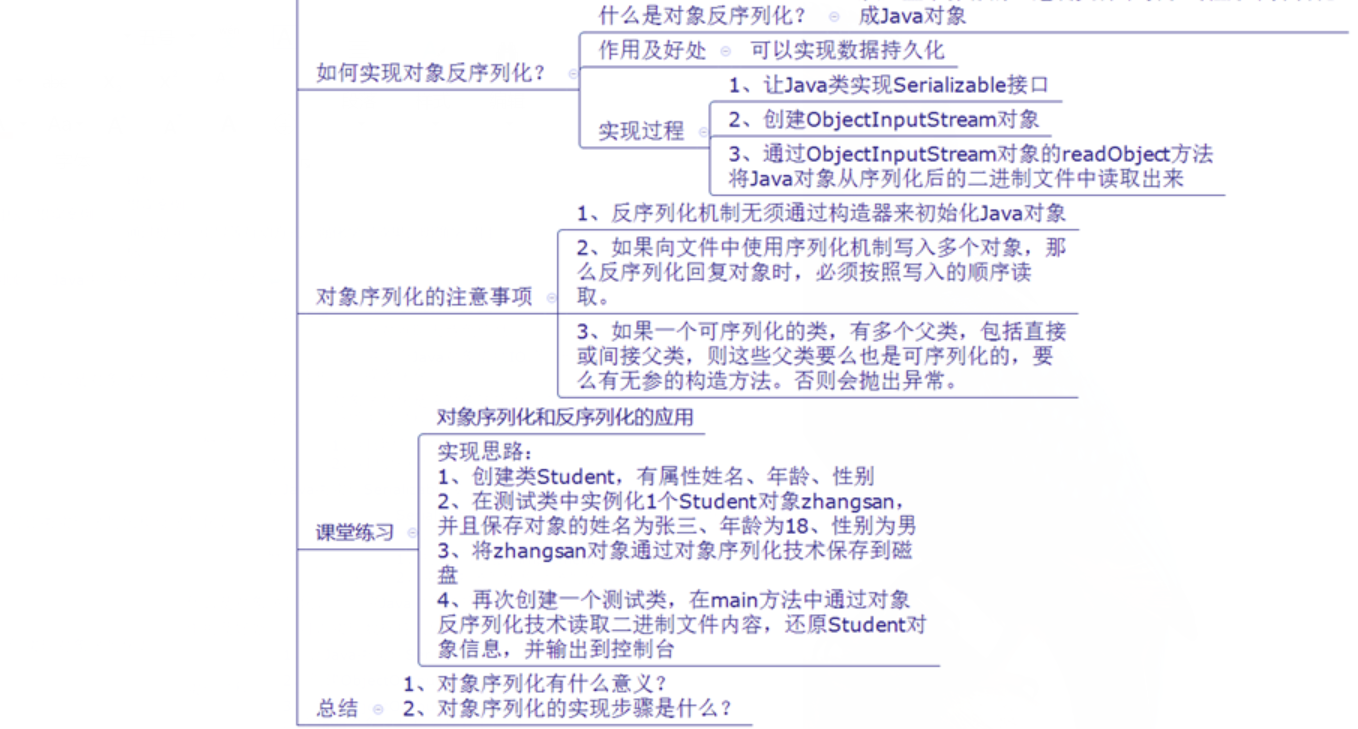 什么是对象反序列化？ 成Java对象
作用及好处 可以实现数据持久化
如何实现对象反序列化？
1、让Java类实现Serializable接口
实现过程
2、创建ObjectInputStream对象
3、通过ObjectInputStream对象的readObject方法
将Java对象从序列化后的二进制文件中读取出来
1、反序列化机制无须通过构造器来初始化Java对象
2、如果向文件中使用序列化机制写入多个对象，那
么反序列化回复对象时，必须按照写入的顺序读
取。
对象序列化的注意事项
3、如果一个可序列化的类，有多个父类，包括直接
或间接父类，则这些父类要么也是可序列化的，要
么有无参的构造方法。否则会抛出异常。
对象序列化和反序列化的应用
实现思路：
1、创建类Student，有属性姓名、年龄、性别
2、在测试类中实例化1个Student对象zhangsan，
并且保存对象的姓名为张三、年龄为18、性别为男
课堂练习
3、将zhangsan对象通过对象序列化技术保存到磁
盘
4、再次创建一个测试类，在main方法中通过对象
反序列化技术读取二进制文件内容，还原Student对
象信息，并输出到控制台
1、对象序列化有什么意义？
总结
2、对象序列化的实现步骤是什么？